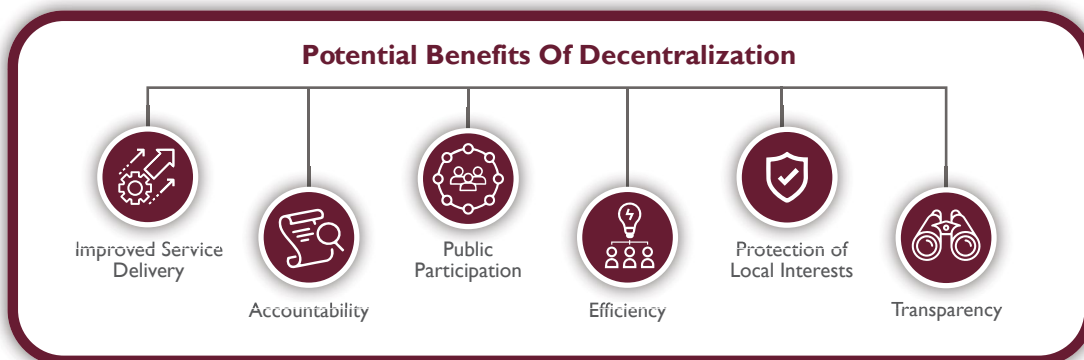 Potential Benefits Of Decentralization
Improved Service
Delivery
Accountability
Public
Participation
Efficiency
Protection of
Local Interests
Transparency